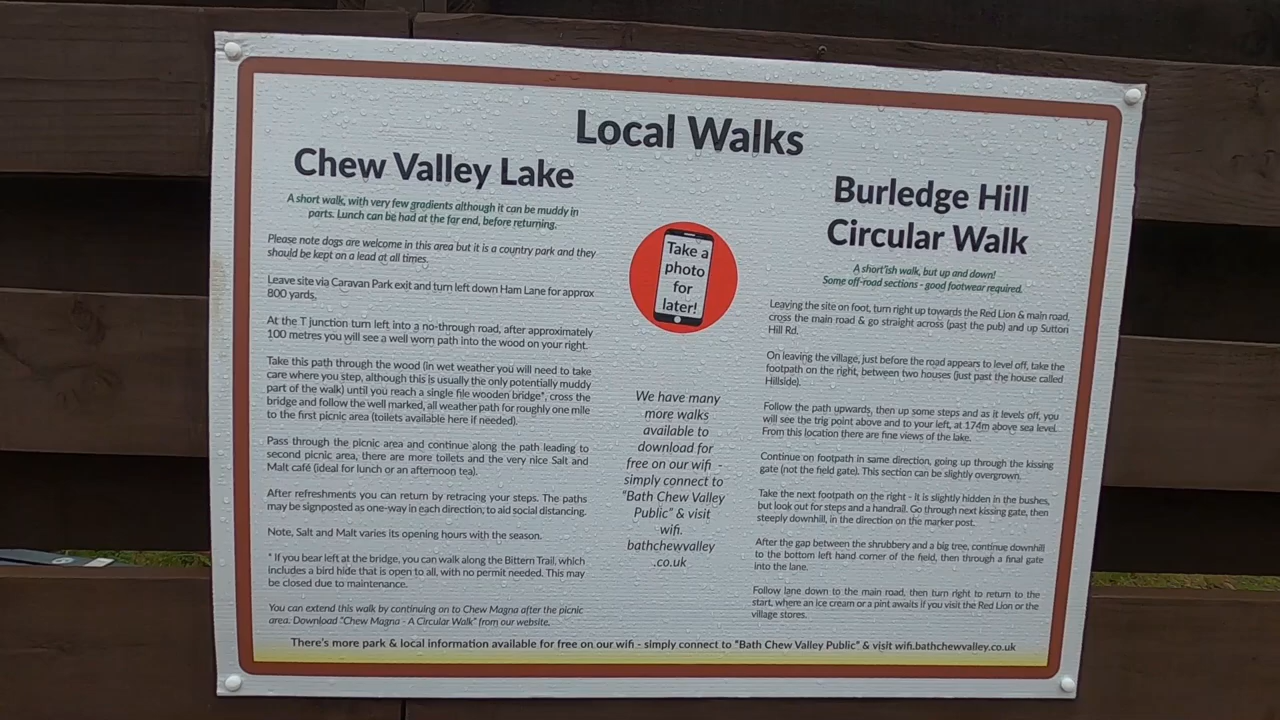 Local Walks
Chew Valley Lake
A short walk, with very few gradients although it can be muddy in
parts. Lunch can be had at the far end, before returning.
Please note dogs are welcome in this area but it is a country park and they
should be kept on a lead at all times.
Leave site via Caravan Park exit and turn left down Ham Lane for approx
800 yards.
At the T junction turn left into a no-through road, after approximately
100 metres you will see a well worn path into the wood on your right.
Take this path through the wood (in wet weather you will need to take
care where you step, although this is usually the only potentially muddy
part of the walk) until you reach a single file wooden bridge*, cross the
bridge and follow the well marked, all weather path for roughly one mile
to the first picnic area (toilets available here if needed).
Pass through the picnic area and continue along the path leading to
second picnic area, there are more toilets and the very nice Salt and
Malt café (ideal for lunch or an afternoon tea).
After refreshments you can return by retracing your steps. The paths
may be signposted as one-way in each direction, to aid social distancing.
Note, Salt and Malt varies its opening hours with the season.
* If you bear left at the bridge, you can walk along the Bittern Trail, which
includes a bird hide that is open to all, with no permit needed. This may
be closed due to maintenance.
You can extend this walk by continuing on to Chew Magna after the picnic
area. Download "Chew Magna - A Circular Walk" from our website.
Take a
photo
for
later!
We have many
more walks
available to
download for
free on our wifi -
simply connect to
"Bath Chew Valley
Public" & visit
wifi.
bathchewvalley
.co.uk
Burledge Hill
Circular Walk
A short'ish walk, but up and down!
Some off-road sections - good footwear required.
Leaving the site on foot, turn right up towards the Red Lion & main road,
cross the main road & go straight across (past the pub) and up Sutton
Hill Rd.
On leaving the village, just before the road appears to level off, take the
footpath on the right, between two houses (just past the house called
Hillside).
Follow the path upwards, then up some steps and as it levels off, you
will see the trig point above and to your left, at 174m above sea level.
From this location there are fine views of the lake.
Continue on footpath in same direction, going up through the kissing
gate (not the field gate). This section can be slightly overgrown.
Take the next footpath on the right - it is slightly hidden in the bushes,
but look out for steps and a handrail. Go through next kissing gate, then
steeply downhill, in the direction on the marker post.
After the gap between the shrubbery and a big tree, continue downhill
to the bottom left hand corner of the field, then through a final gate
into the lane.
Follow lane down to the main road, then turn right to return to the
start, where an ice cream or a pint awaits if you visit the Red Lion or the
village stores.
There's more park & local information available for free on our wifi - simply connect to "Bath Chew Valley Public" & visit wifi.bathchewvalley.co.uk